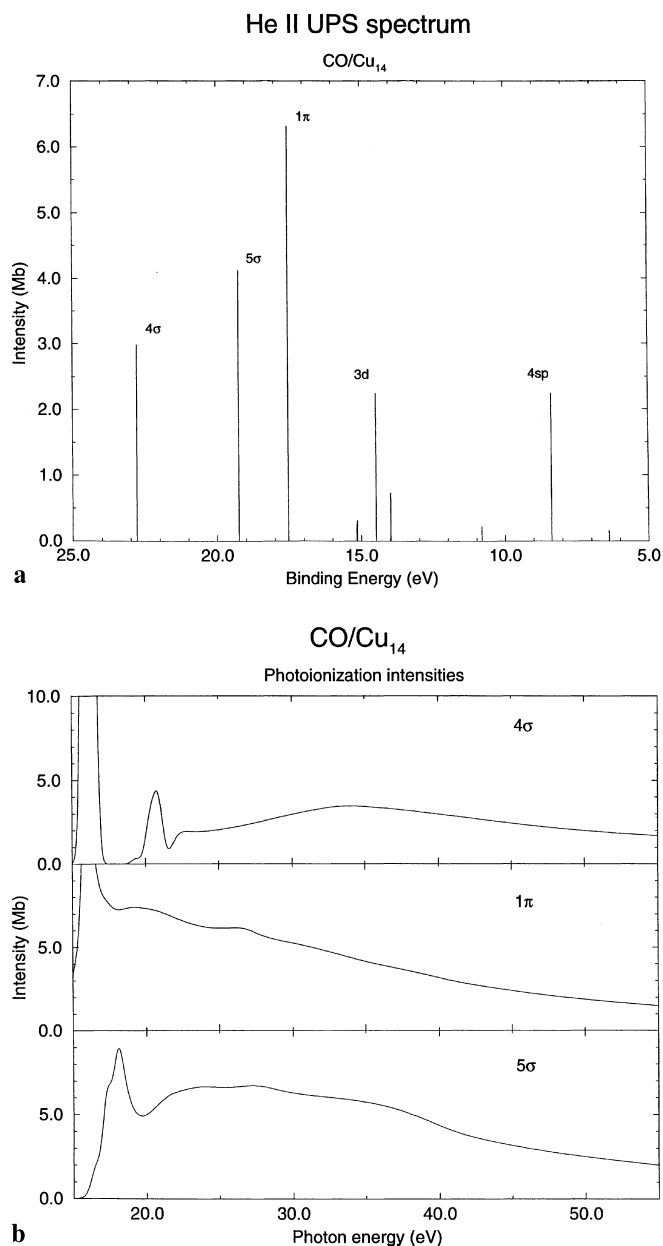 He II UPS spectrum
CO/Cu₁₄
7.0
6.0
5.0
4.0
3.0
2.0
1.0
0.0
Intensity (Mb)
1π
5σ
4σ
3d
4sp
25.0 20.0 15.0 10.0 5.0
Binding Energy (eV)
a
CO/Cu₁₄
Photoionization intensities
10.0
5.0
0.0
4σ
5.0
0.0
1π
5.0
0.0
5σ
Intensity (Mb)
20.0 30.0 40.0 50.0
Photon energy (eV)
b